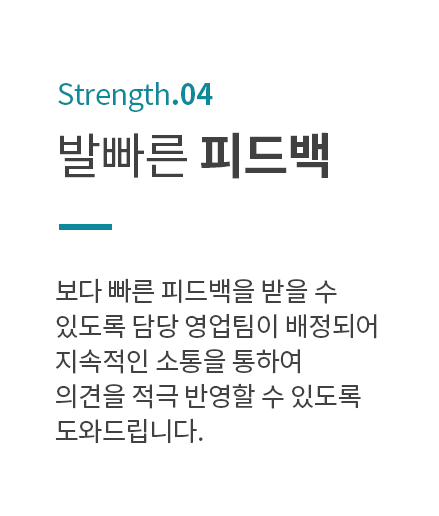 Strength.04
발빠른 피드백
보다 빠른 피드백을 받을 수
있도록 담당 영업팀이 배정되어
지속적인 소통을 통하여
의견을 적극 반영할 수 있도록
도와드립니다.